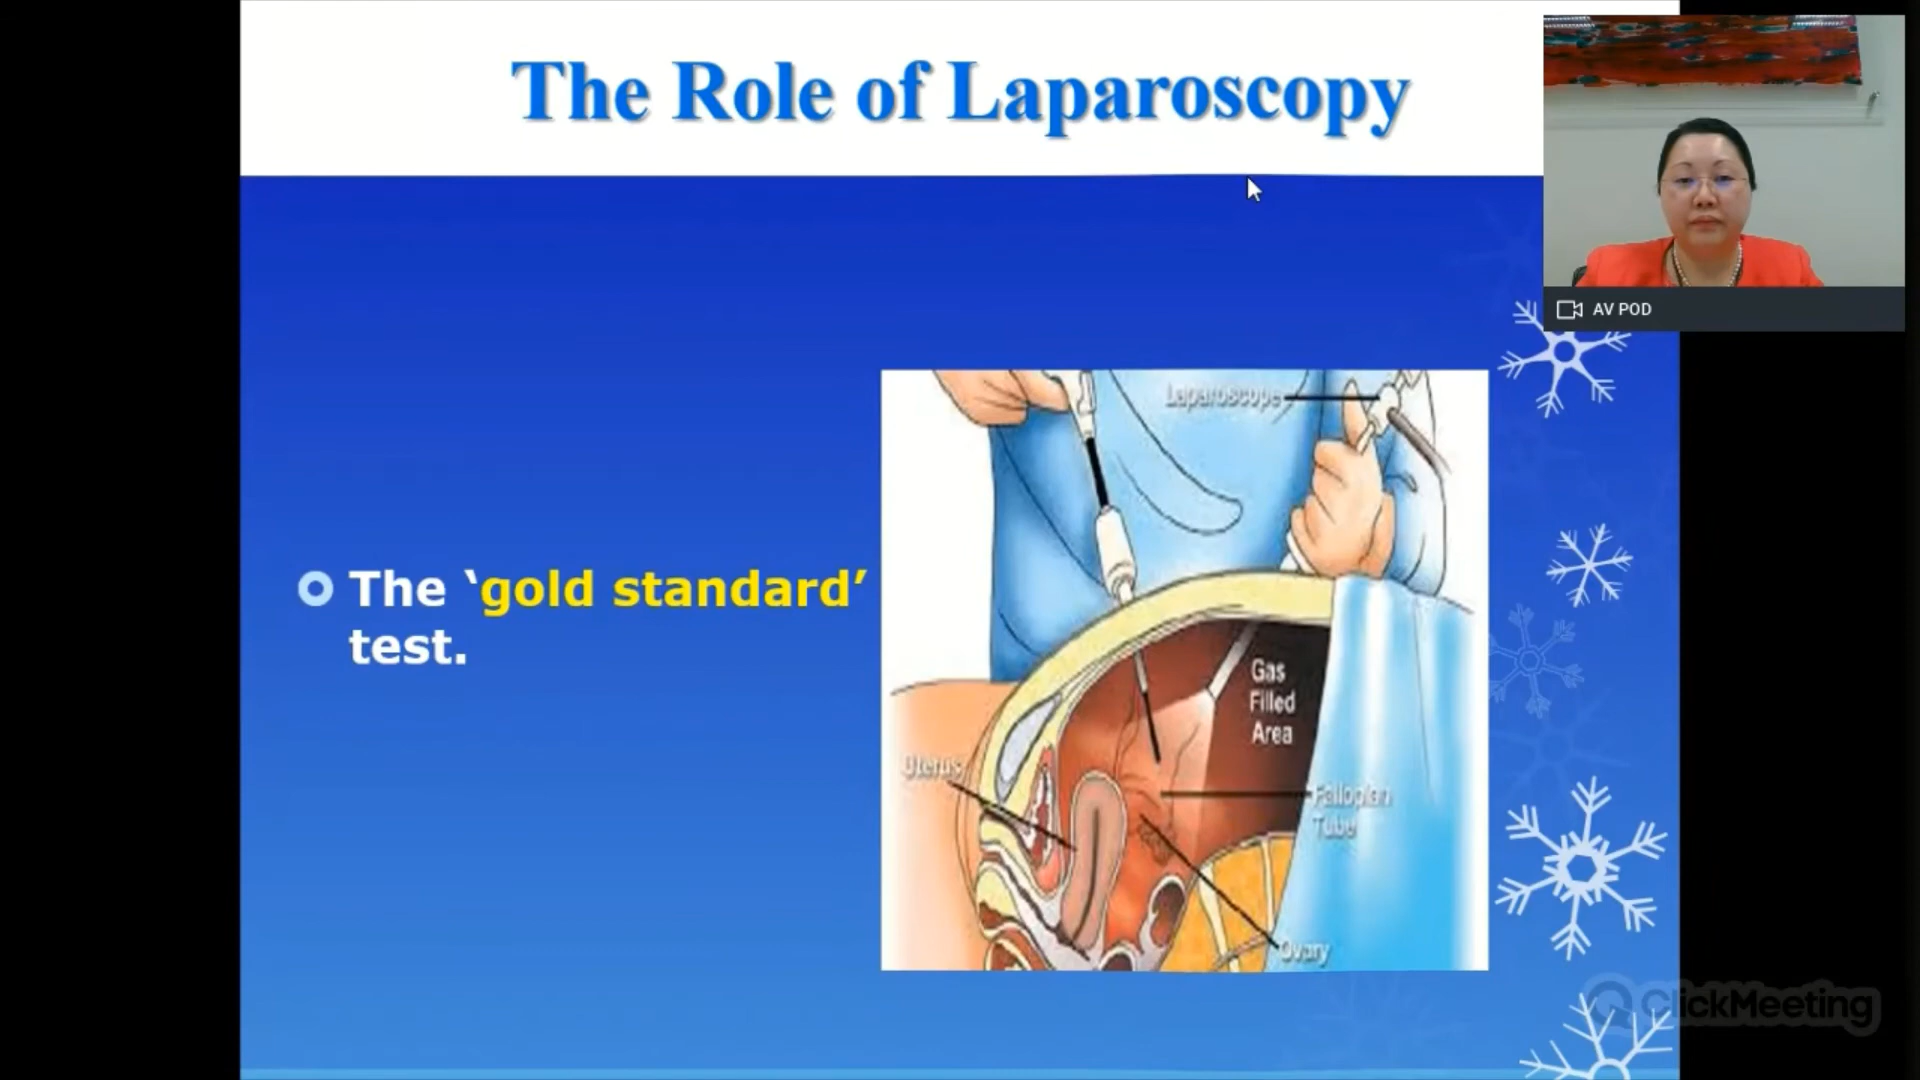 The Role of Laparoscopy
AV POD
Laparoscope
The ‘gold standard’
test.
Gas
Filled
Area
Uterus
Fallopian
Tube
Ovary
ClickMeeting